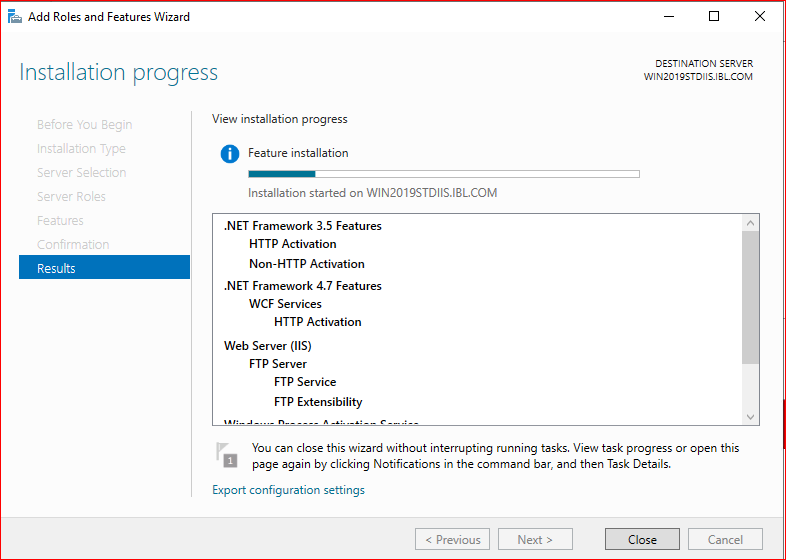 Add Roles and Features Wizard
Installation progress
DESTINATION SERVER
WIN2019STDIIS.IBL.COM
Before You Begin
Installation Type
Server Selection
Server Roles
Features
Confirmation
Results
View installation progress
Feature installation
Installation started on WIN2019STDIIS.IBL.COM
.NET Framework 3.5 Features
HTTP Activation
Non-HTTP Activation
.NET Framework 4.7 Features
WCF Services
HTTP Activation
Web Server (IIS)
FTP Server
FTP Service
FTP Extensibility
Windows Process Activation Service
1
You can close this wizard without interrupting running tasks. View task progress or open this
page again by clicking Notifications in the command bar, and then Task Details.
Export configuration settings
< Previous
Next >
Close
Cancel